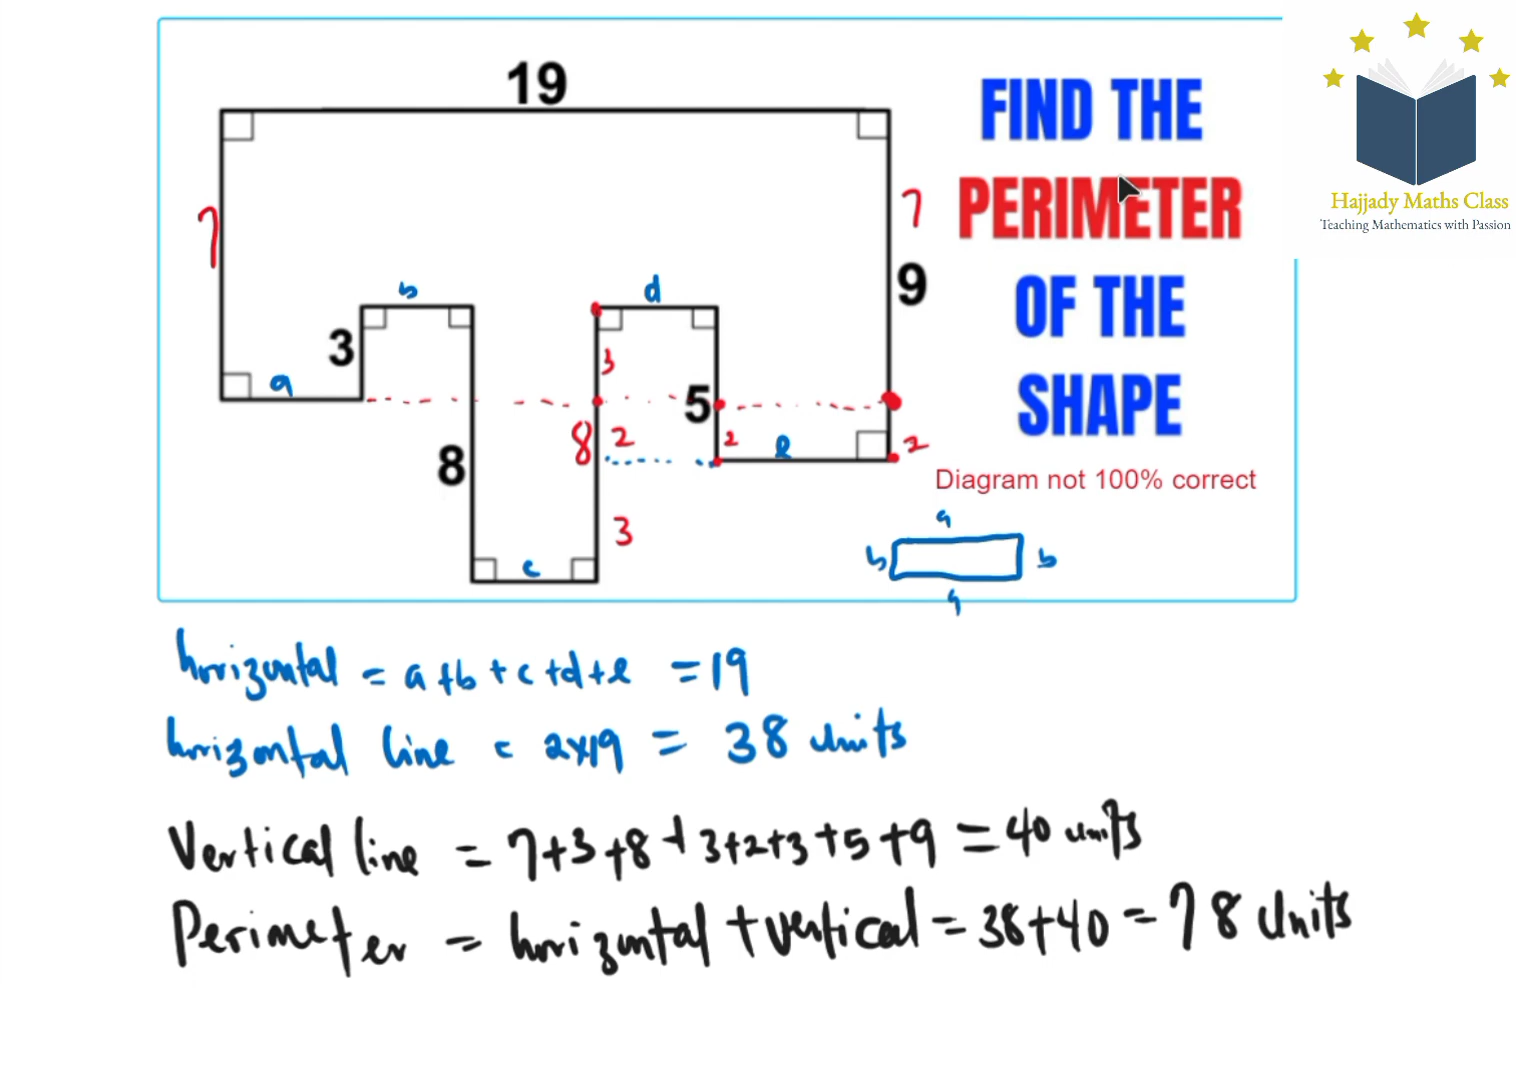 19
FIND THE
PERIMETER
OF THE
SHAPE
Diagram not 100% correct
Hajjady Maths Class
Teaching Mathematics with Passion
7
7
9
b
d
3
3
a
5
8
8
2
2
e
2
3
c
a
b
b
a
horizontal = a+b+c+d+e = 19
horizontal line = 2x19 = 38 units
Vertical line = 7+3+8+3+2+3+5+9 = 40 units
Perimeter = horizontal + vertical = 38+40 = 78 units